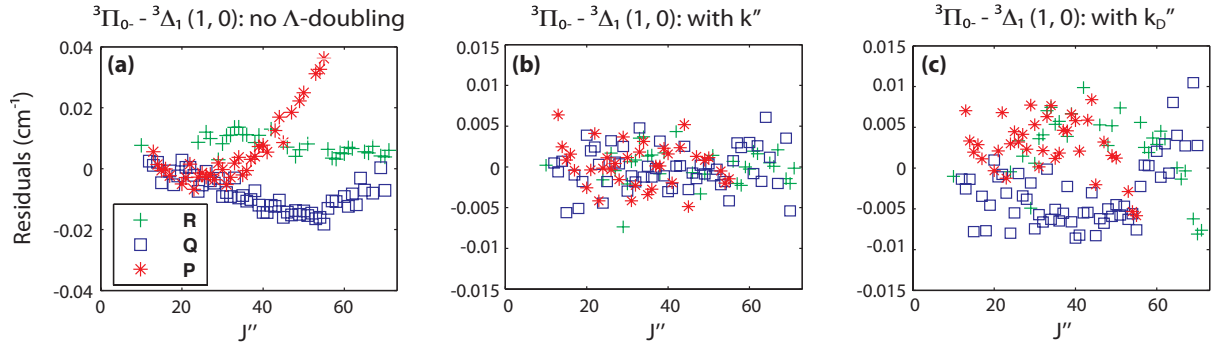 ³Π₀₋ - ³Δ₁ (1, 0): no Λ-doubling
³Π₀₋ - ³Δ₁ (1, 0): with k″
³Π₀₋ - ³Δ₁ (1, 0): with k_D″
Residuals (cm⁻¹)
(a)
0.04
0.02
0
-0.02
-0.04
R
Q
P
0 20 40 60
J″
(b)
0.015
0.01
0.005
0
-0.005
-0.01
-0.015
0 20 40 60
J″
(c)
0.015
0.01
0.005
0
-0.005
-0.01
-0.015
0 20 40 60
J″